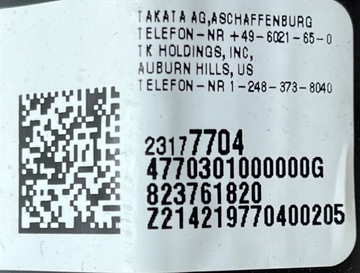 TAKATA AG,ASCHAFFENBURG
TELEFON-NR +49-6021-65-0
TK HOLDINGS, INC,
AUBURN HILLS, US
TELEFON-NR 1-248-373-8040
23177704
4770301000000G
823761820
Z214219770400205